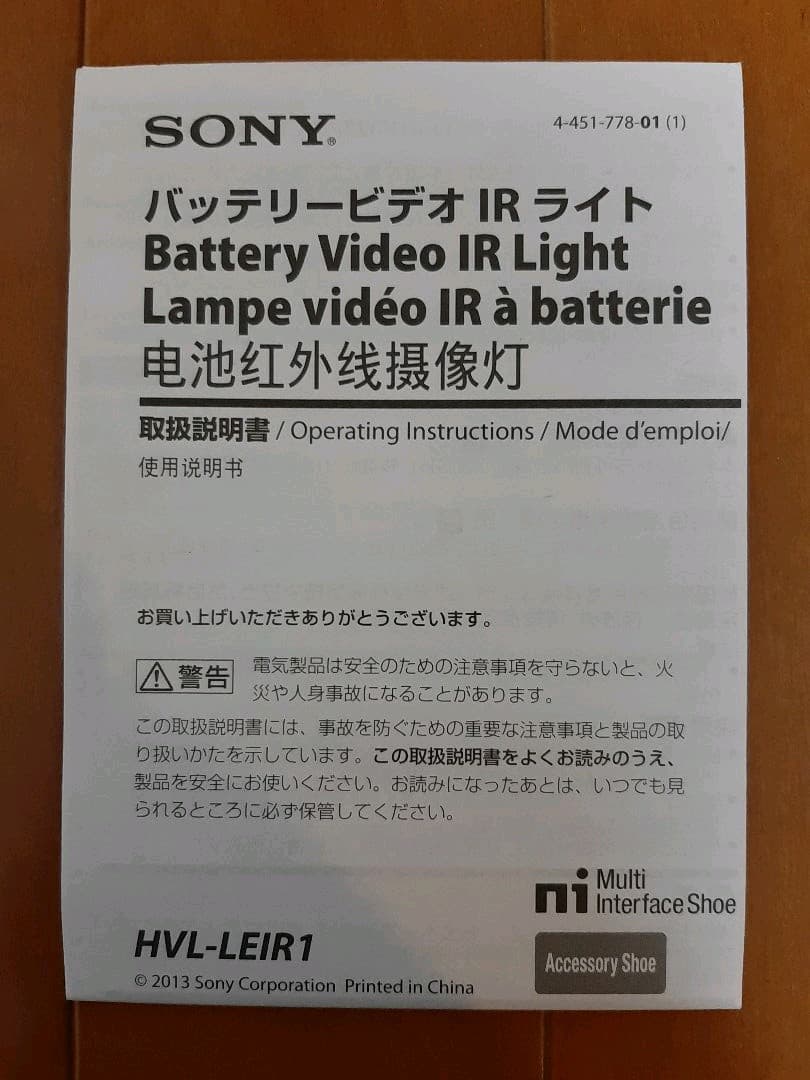 SONY®
4-451-778-01 (1)
バッテリービデオ IR ライト
Battery Video IR Light
Lampe vidéo IR à batterie
电池红外线摄像灯
取扱説明書 / Operating Instructions / Mode d'emploi/
使用说明书
お買い上げいただきありがとうございます。
警告
電気製品は安全のための注意事項を守らないと、火
災や人身事故になることがあります。
この取扱説明書には、事故を防ぐための重要な注意事項と製品の取
り扱いかたを示しています。この取扱説明書をよくお読みのうえ、
製品を安全にお使いください。お読みになったあとは、いつでも見
られるところに必ず保管してください。
Multi
Interface Shoe
HVL-LEIR1
Accessory Shoe
© 2013 Sony Corporation Printed in China